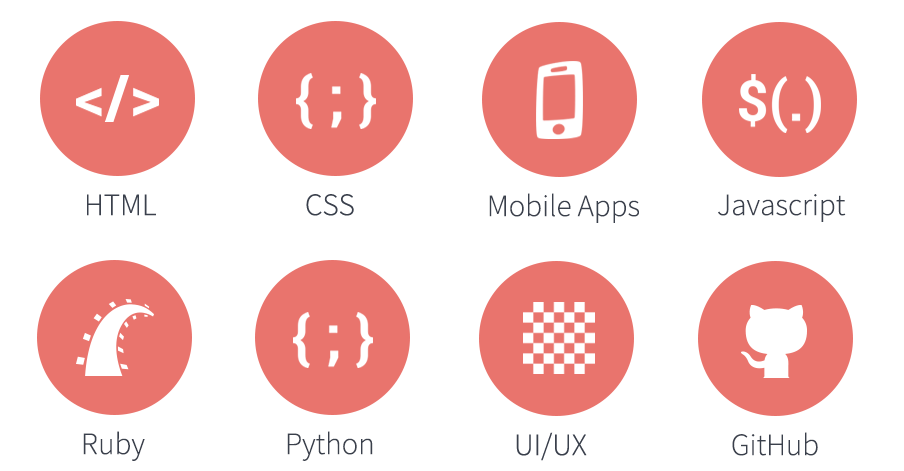 </>
{ ; }
$(.)
HTML
CSS
Mobile Apps
Javascript
{ ; }
Ruby
Python
UI/UX
GitHub